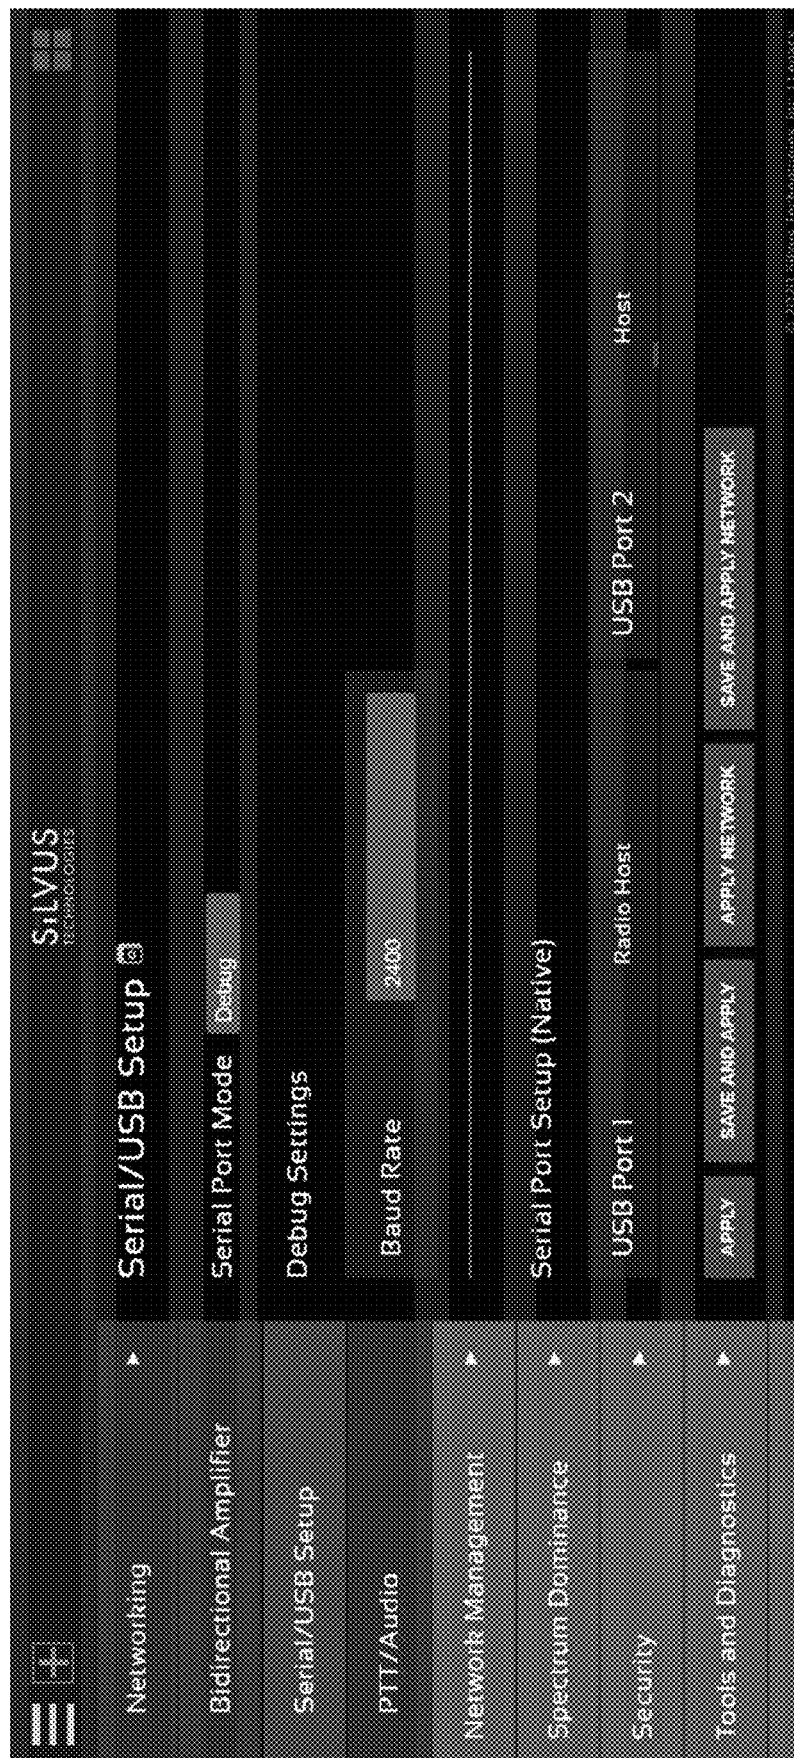 SiLVUS
TECHNOLOGIES
Networking
Bidirectional Amplifier
Serial/USB Setup
PTT/Audio
Network Management
Spectrum Dominance
Security
Tools and Diagnostics
Serial/USB Setup
Serial Port Mode Debug
Debug Settings
Baud Rate 2400
Serial Port Setup (Native)
USB Port 1 Radio Host USB Port 2 Host
APPLY SAVE AND APPLY APPLY NETWORK SAVE AND APPLY NETWORK